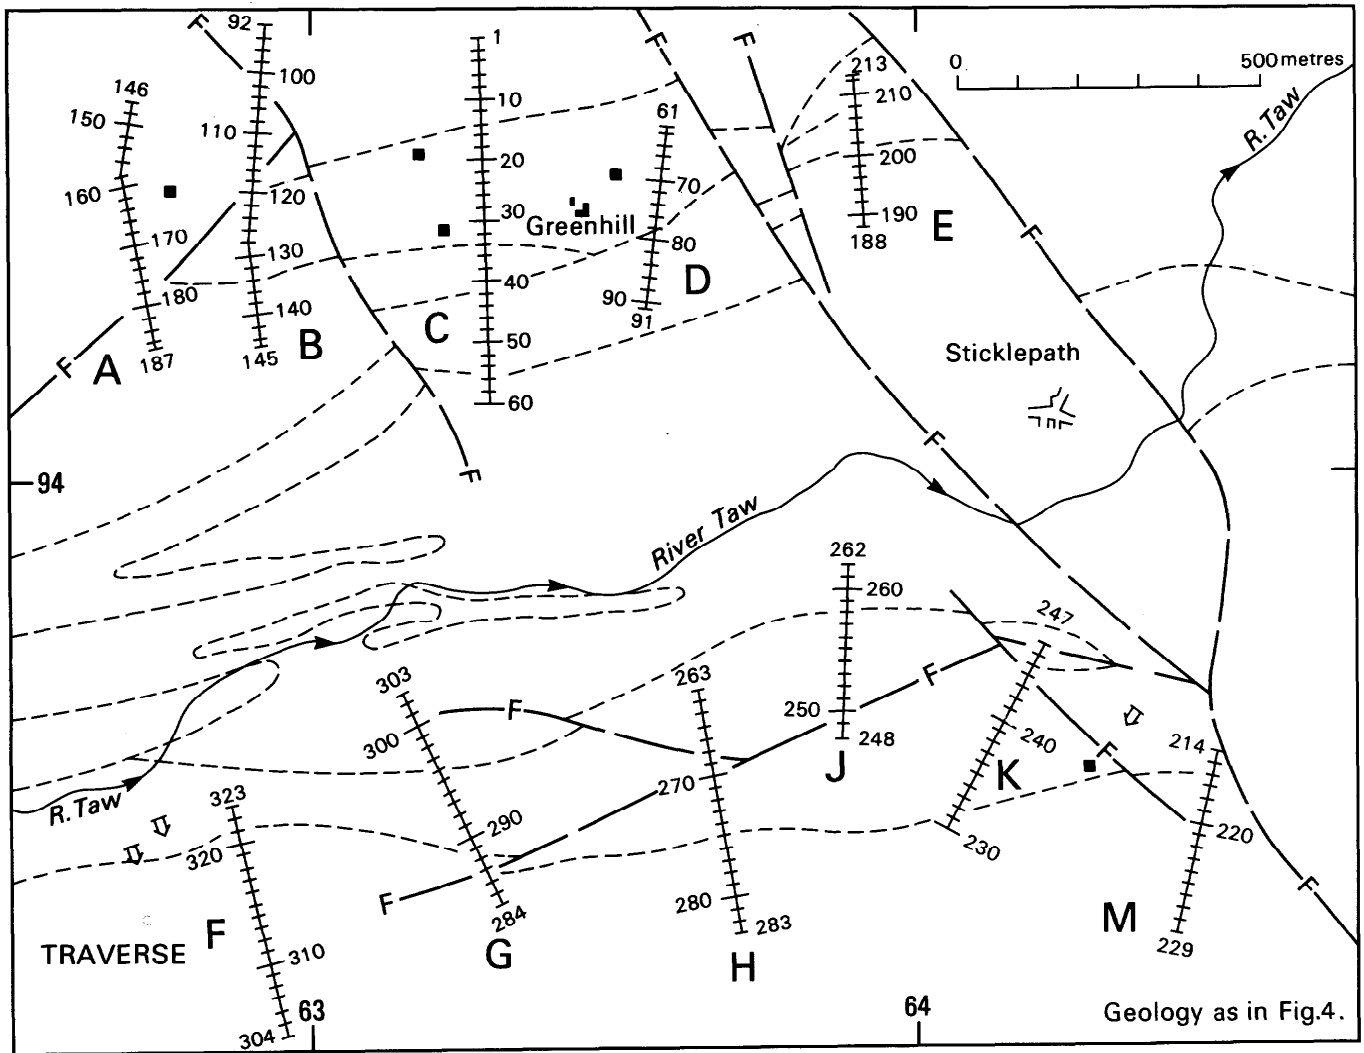 F
92
100
110
120
130
140
145
B
146
150
160
170
180
187
A
F
1
10
20
30
40
50
60
C
Greenhill
61
70
80
90
91
D
F
F
213
210
200
190
188
E
0 500 metres
R. Taw
F
Sticklepath
F
F
94
River Taw
262
260
250
248
J
F
247
240
230
K
F
214
220
229
M
F
263
270
280
283
H
303
300
290
284
G
F
F
R. Taw
323
320
310
304
F
TRAVERSE
63
64
Geology as in Fig.4.